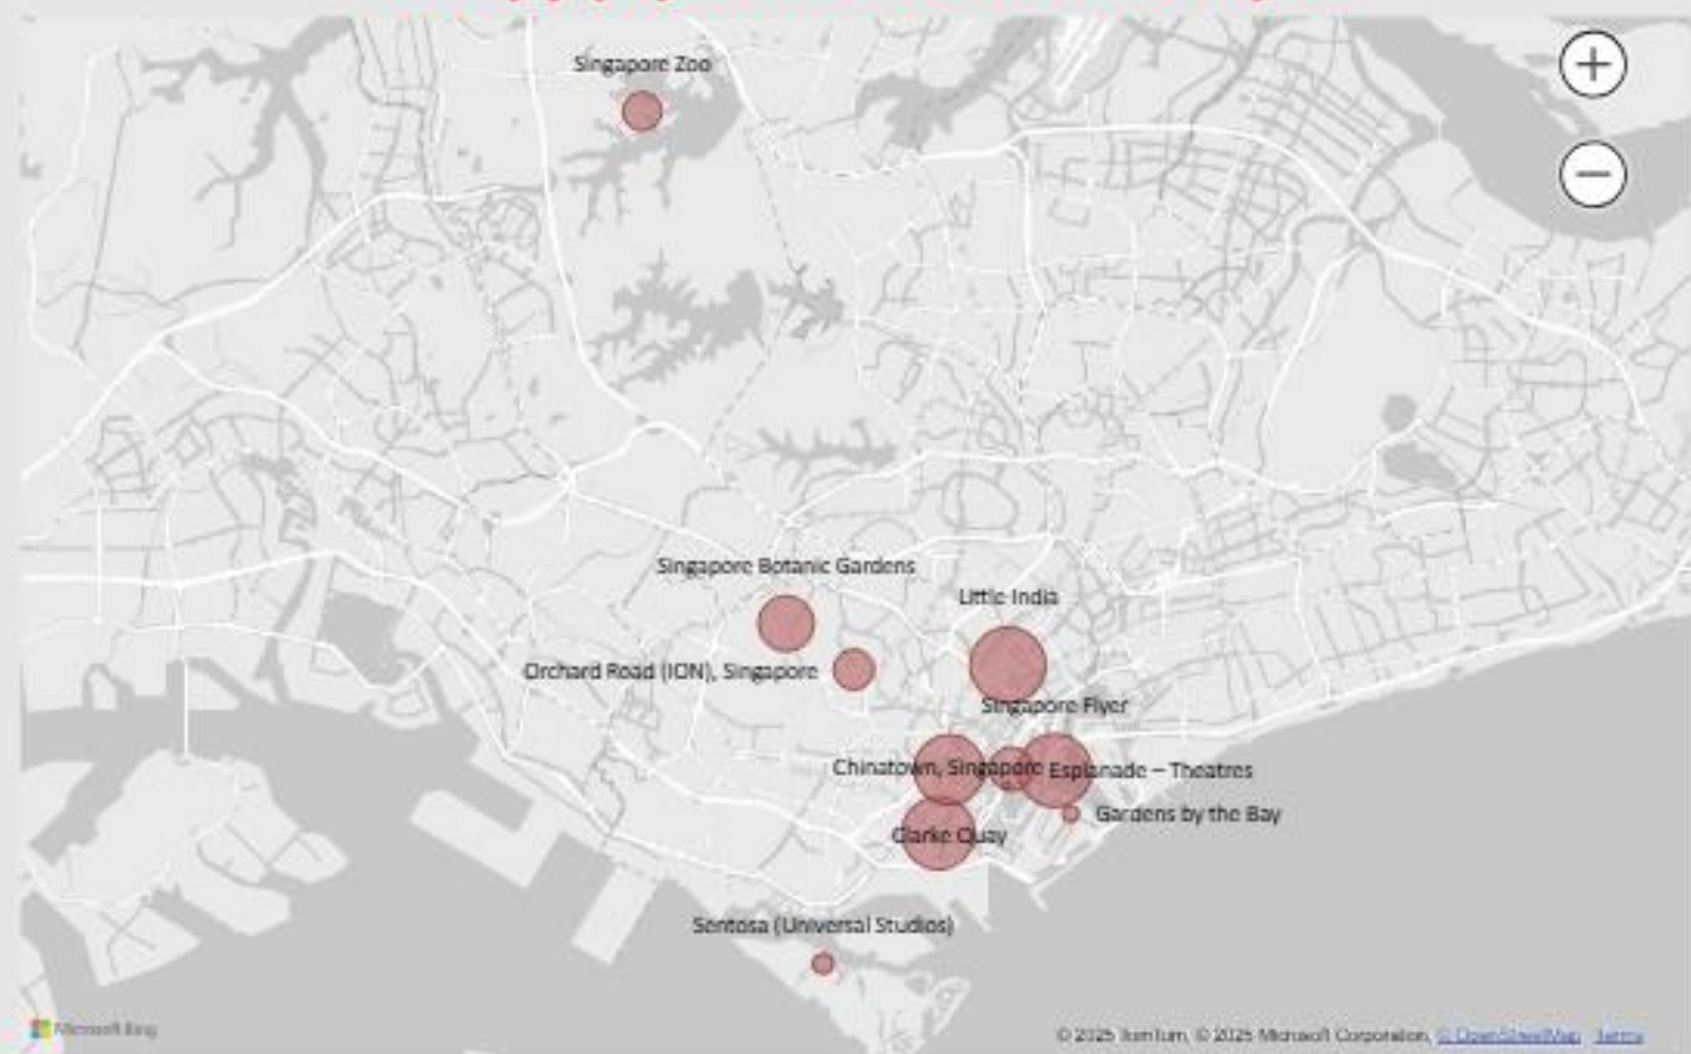 Singapore Zoo
+
−
Singapore Botanic Gardens
Little India
Orchard Road (ION), Singapore
Singapore Flyer
Chinatown, Singapore
Esplanade – Theatres
Gardens by the Bay
Clarke Quay
Sentosa (Universal Studios)
Microsoft Bing
© 2025 TomTom, © 2025 Microsoft Corporation, © OpenStreetMap Terms